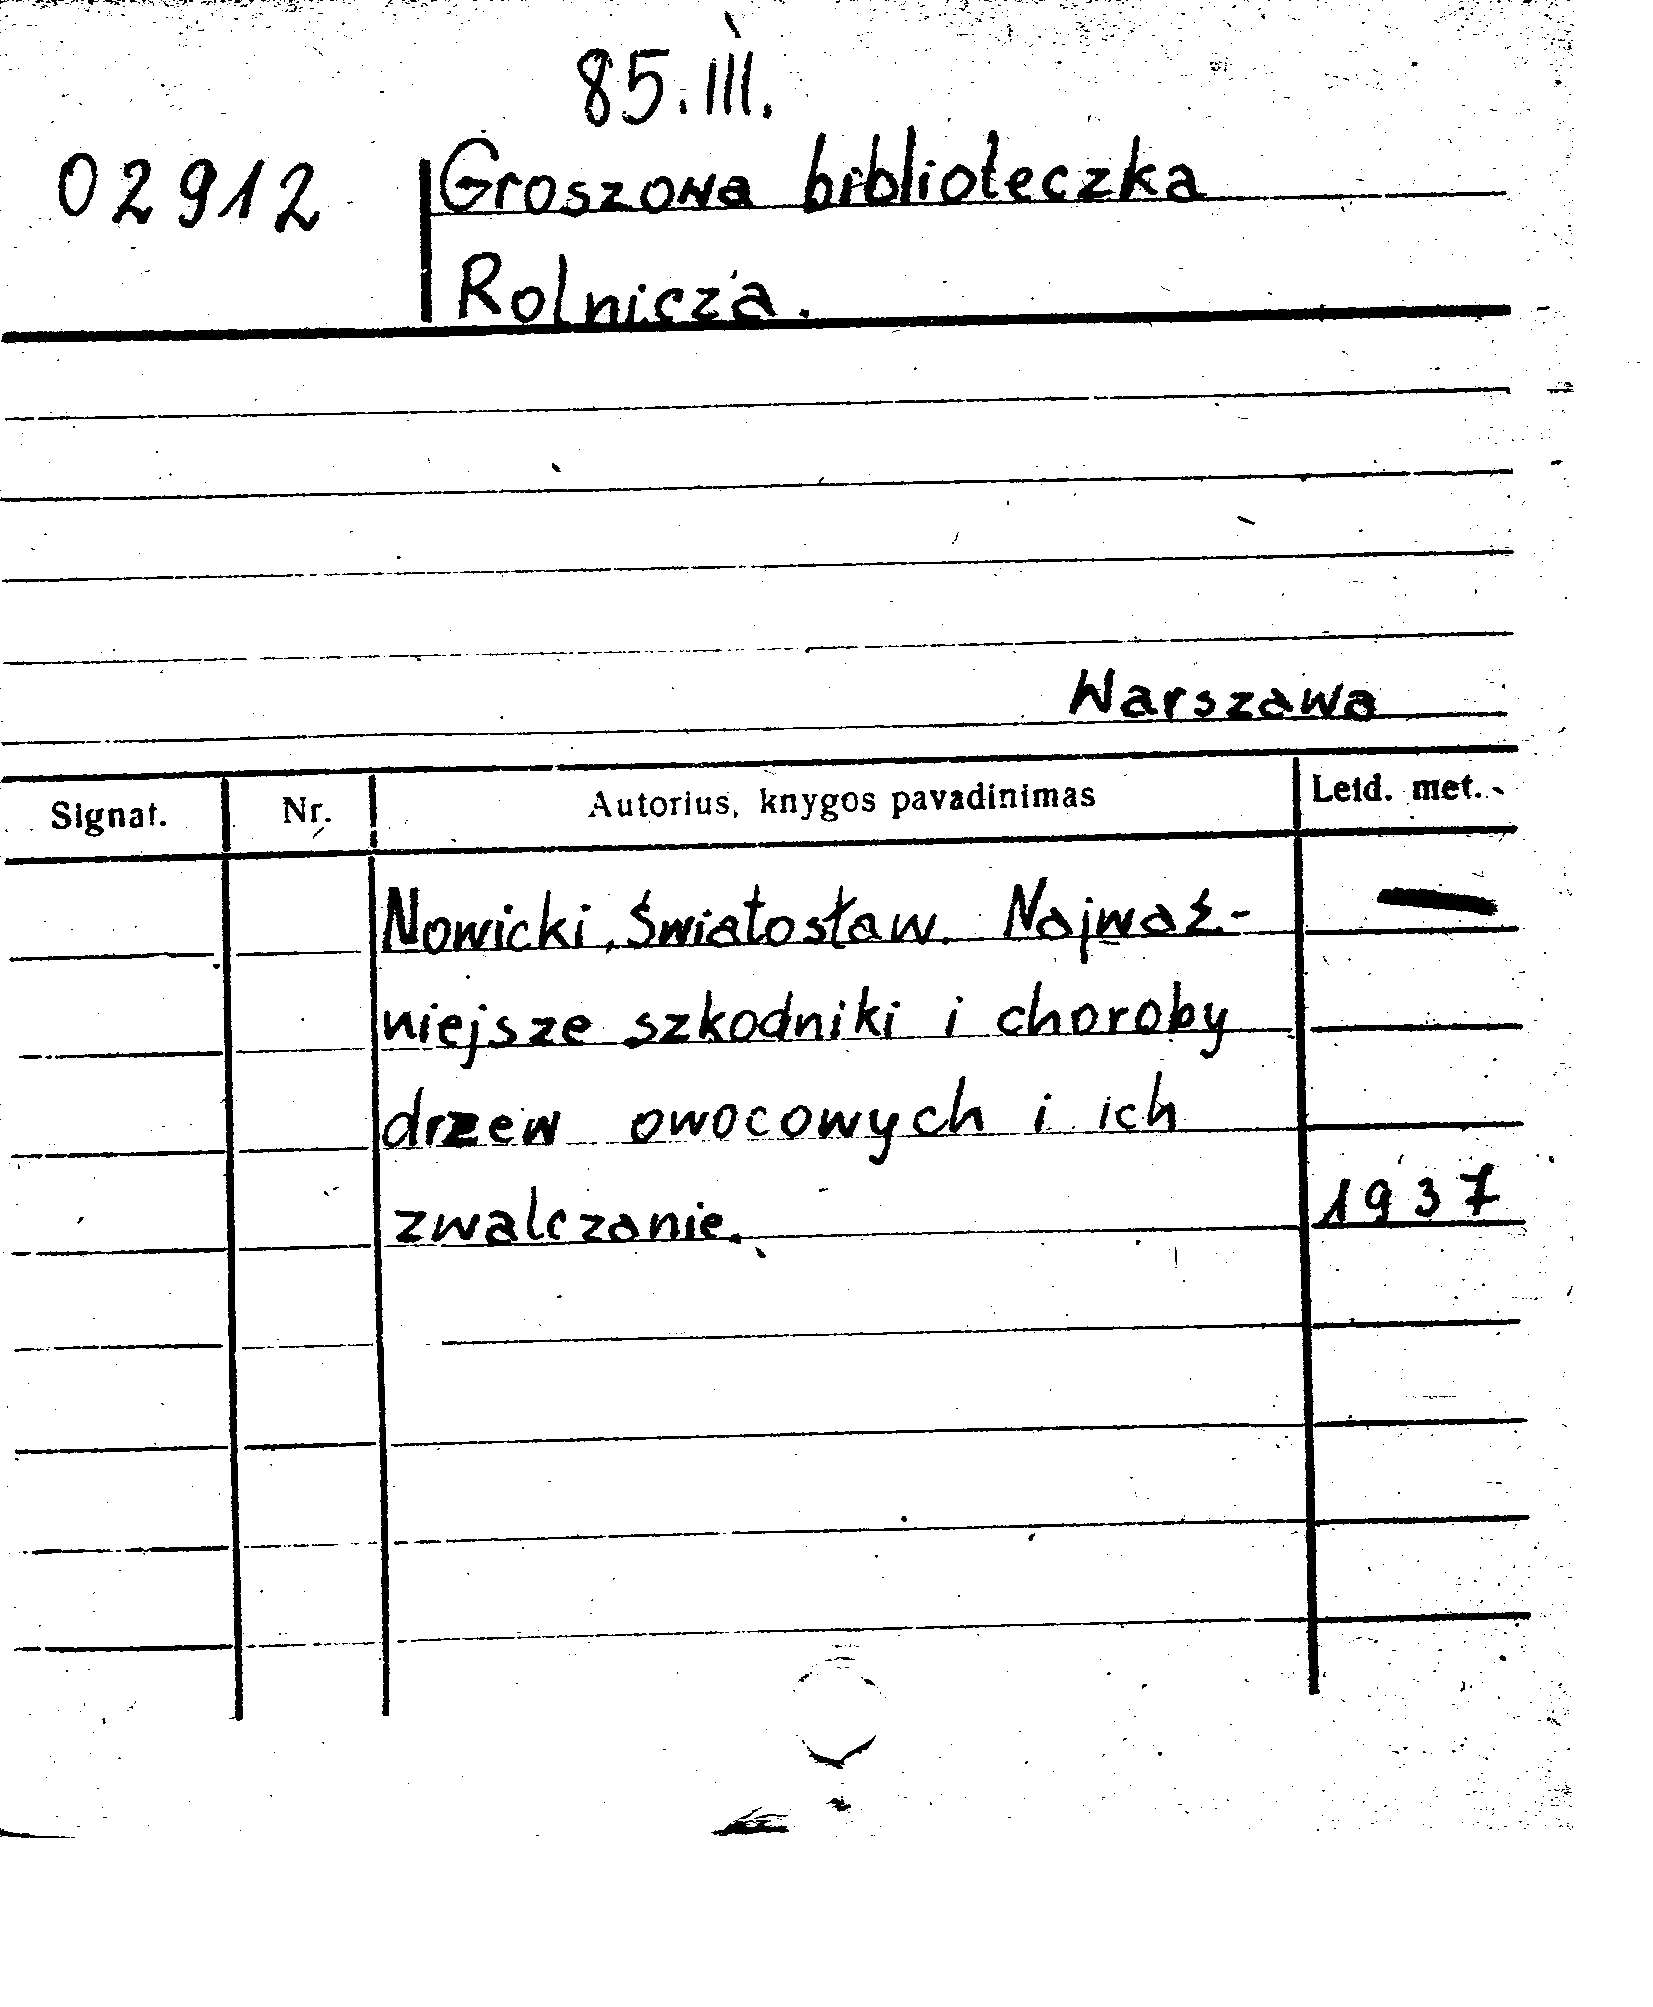 85.III.
02912 Groszowa biblioteczka
Rolnicza.
Warszawa
Signat. Nr. Autorius, knygos pavadinimas Leid. met.
Nowicki, Światosław. Najważ-
niejsze szkodniki i choroby
drzew owocowych i ich
zwalczanie. 1937